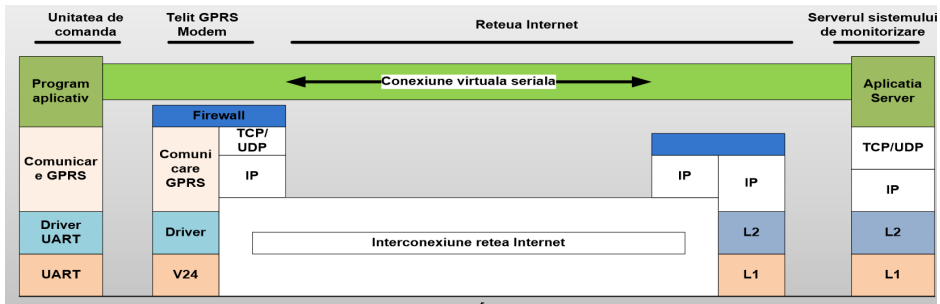 Unitatea de
comanda
Telit GPRS
Modem
Reteua Internet
Serverul sistemului
de monitorizare
Program
aplicativ
Conexiune virtuala seriala
Aplicatia
Server
Firewall
Comunicar
e GPRS
Comuni
care
GPRS
TCP/
UDP
IP
IP
IP
TCP/UDP
IP
Driver
UART
Driver
Interconexiune retea Internet
L2
L2
UART
V24
L1
L1